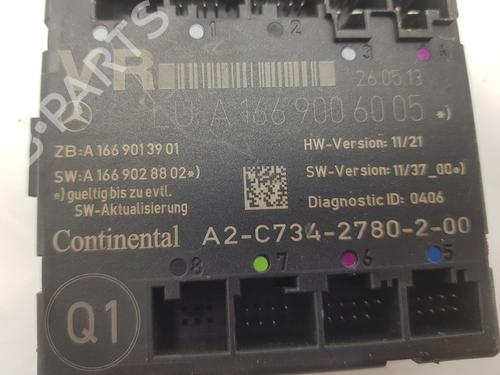 1 2
3 4
VR
26.05.13
LU: A 166 900 60 05 *)
ZB: A 166 901 39 01
HW-Version: 11/21
SW: A 166 902 88 02 *)
SW-Version: 11/37_00 *)
*) gueltig bis zu evtl.
SW-Aktualisierung
Diagnostic ID: 0406
Continental A2-C734-2780-2-00
8 7 6 5
Q1
PARTS